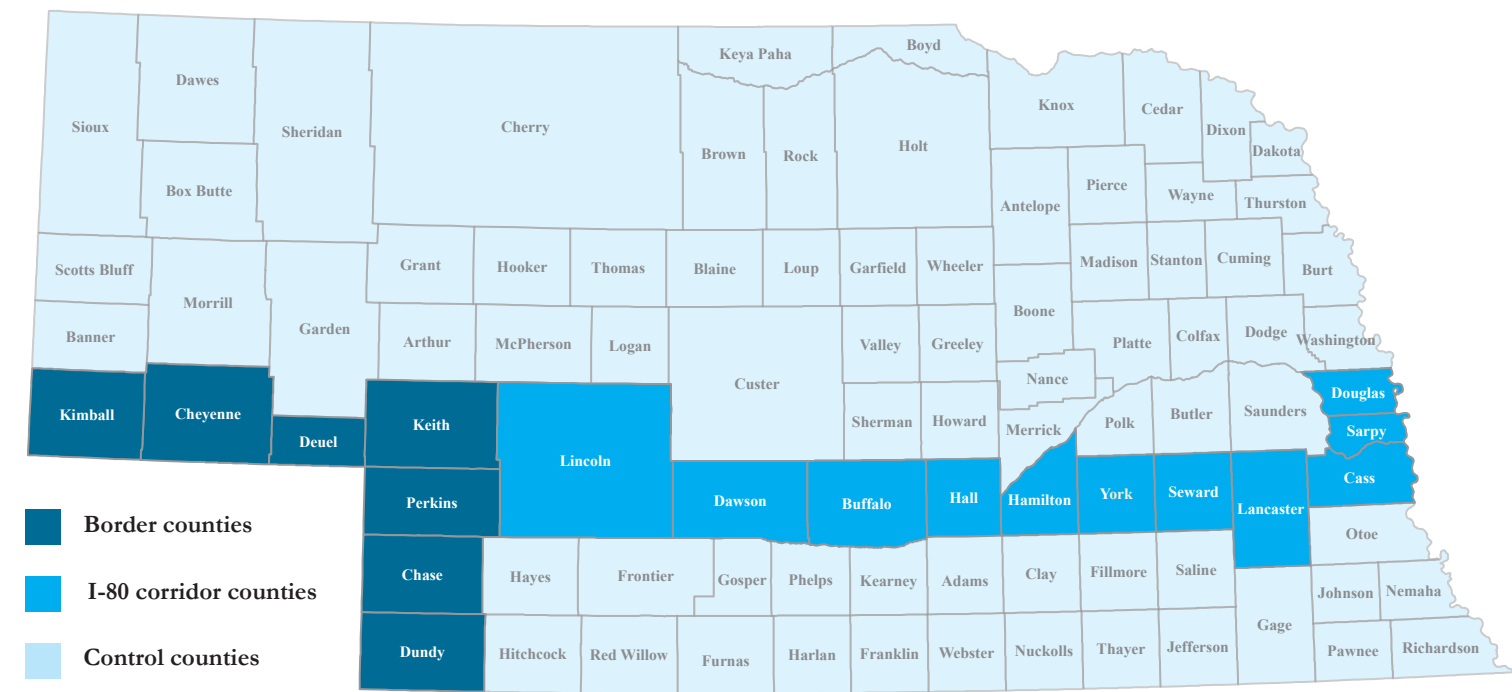 Keya Paha
Boyd
Dawes
Sioux
Sheridan
Cherry
Knox
Cedar
Dixon
Dakota
Brown
Rock
Holt
Box Butte
Antelope
Pierce
Wayne
Thurston
Scotts Bluff
Grant
Hooker
Thomas
Blaine
Loup
Garfield
Wheeler
Madison
Stanton
Cuming
Burt
Morrill
Boone
Banner
Garden
Arthur
McPherson
Logan
Valley
Greeley
Platte
Colfax
Dodge
Washington
Custer
Nance
Kimball
Cheyenne
Deuel
Keith
Sherman
Howard
Merrick
Polk
Butler
Saunders
Douglas
Sarpy
Lincoln
Perkins
Dawson
Buffalo
Hall
Hamilton
York
Seward
Lancaster
Cass
Otoe
Border counties
Chase
Hayes
Frontier
Gosper
Phelps
Kearney
Adams
Clay
Fillmore
Saline
I-80 corridor counties
Johnson
Nemaha
Gage
Control counties
Dundy
Hitchcock
Red Willow
Furnas
Harlan
Franklin
Webster
Nuckolls
Thayer
Jefferson
Pawnee
Richardson